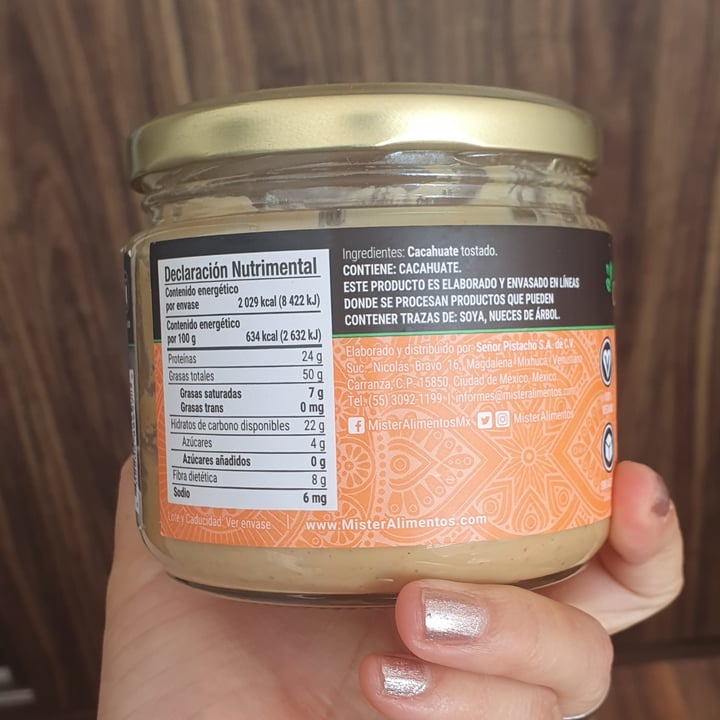 Declaración Nutrimental
Contenido energético
por envase 2 029 kcal (8 422 kJ)
Contenido energético
por 100 g 634 kcal (2 632 kJ)
Proteínas 24 g
Grasas totales 50 g
Grasas saturadas 7 g
Grasas trans 0 mg
Hidratos de carbono disponibles 22 g
Azúcares 4 g
Azúcares añadidos 0 g
Fibra dietética 8 g
Sodio 6 mg
Ingredientes: Cacahuate tostado.
CONTIENE: CACAHUATE.
ESTE PRODUCTO ES ELABORADO Y ENVASADO EN LÍNEAS
DONDE SE PROCESAN PRODUCTOS QUE PUEDEN
CONTENER TRAZAS DE: SOYA, NUECES DE ÁRBOL.
Elaborado y distribuido por: Señor Pistacho S.A. de C.V.
Suc. Nicolás Bravo 16, Magdalena Mixhuca, Venustiano
Carranza, C.P. 15850, Ciudad de México, México.
Tel. (55) 3092-1199 | informes@misteralimentos.com
MisterAlimentosMx MisterAlimentos
Lote y Caducidad: Ver envase | www.MisterAlimentos.com